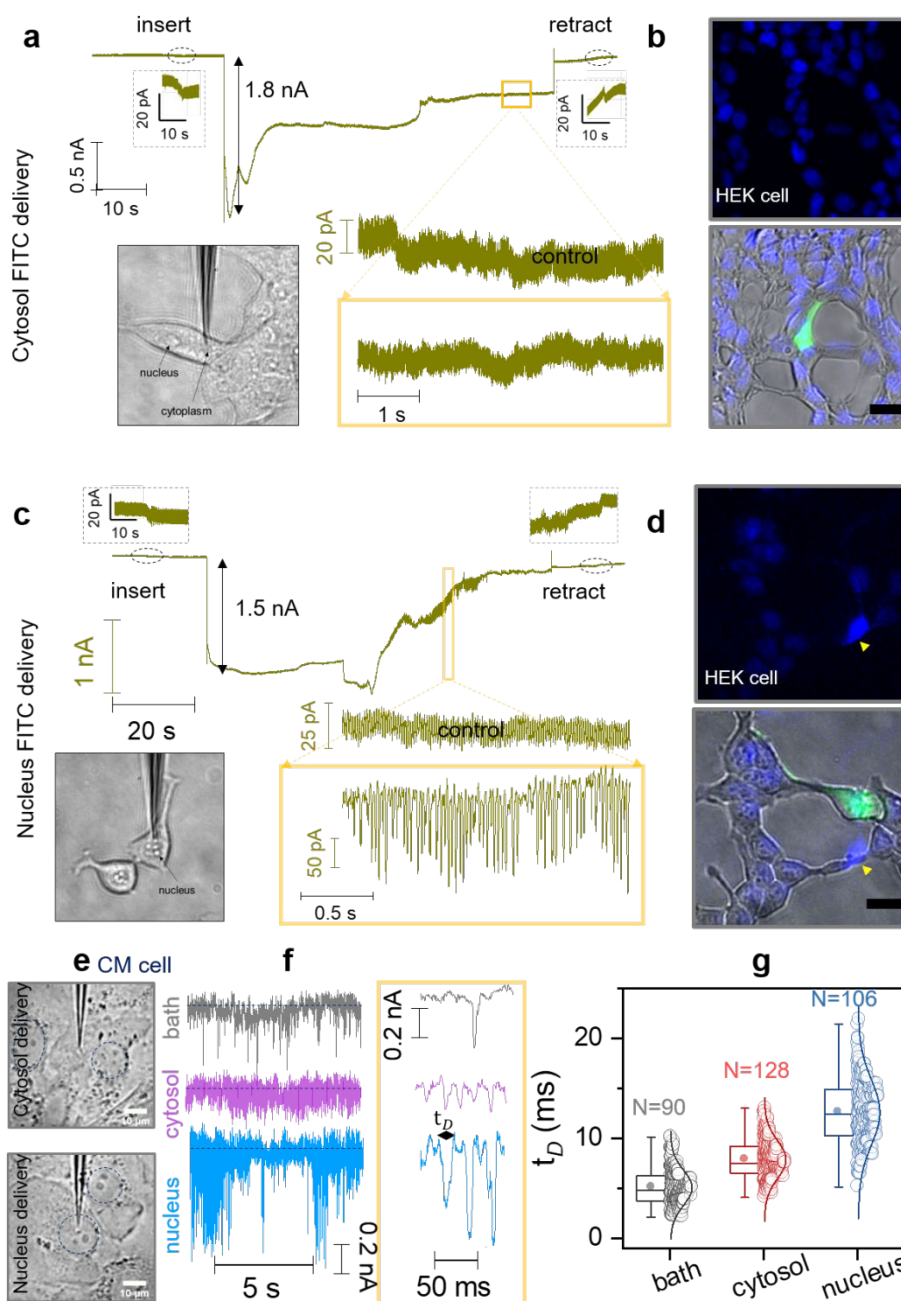 a
insert
retract
b
1.8 nA
20 pA
10 s
20 pA
10 s
0.5 nA
10 s
Cytosol FITC delivery
20 pA
control
HEK cell
nucleus
cytoplasm
1 s
c
20 pA
10 s
d
insert
1.5 nA
retract
1 nA
20 s
Nucleus FITC delivery
25 pA
control
HEK cell
nucleus
50 pA
0.5 s
e
CM cell
f
g
Cytosol delivery
10 µm
Nucleus delivery
10 µm
bath
cytosol
nucleus
5 s
0.2 nA
0.2 nA
tD
50 ms
tD (ms)
20
10
0
N=90
N=128
N=106
bath
cytosol
nucleus